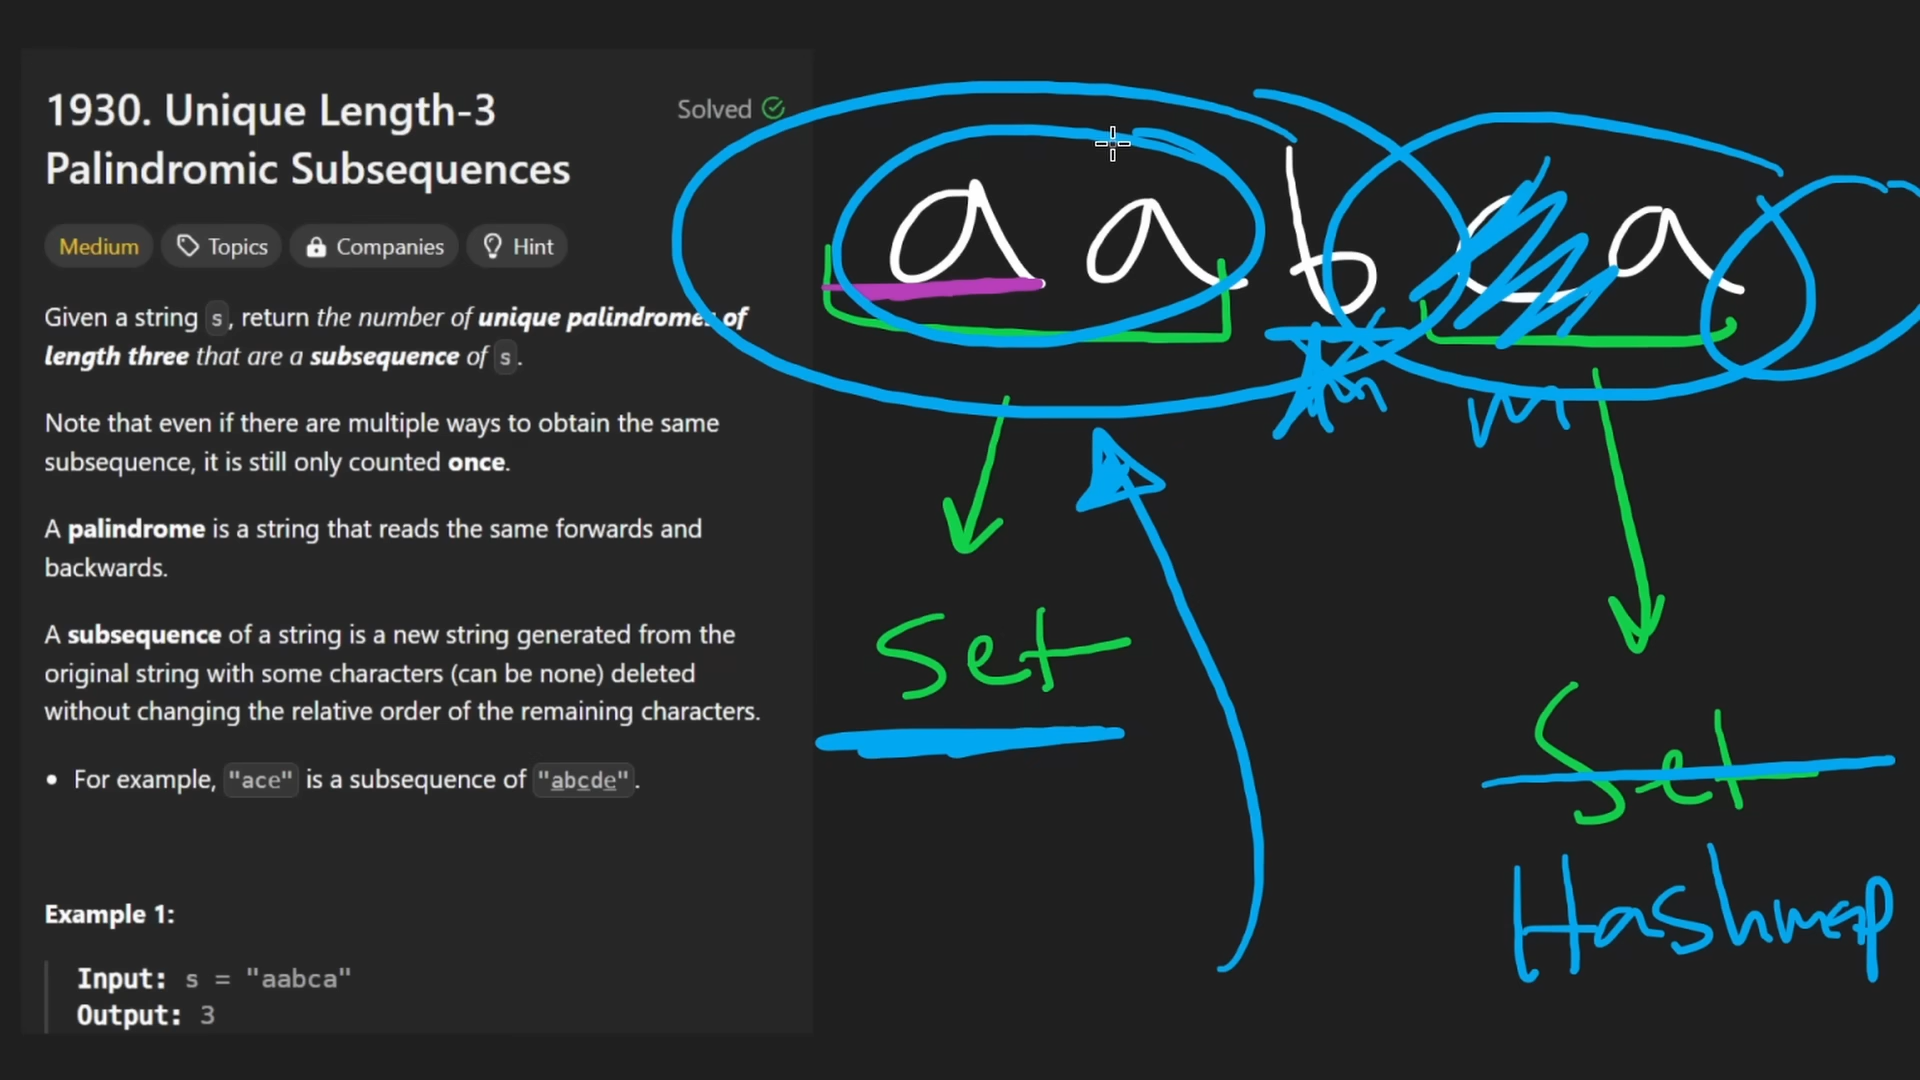 1930. Unique Length-3
Palindromic Subsequences
Solved
Medium Topics Companies Hint
Given a string s, return the number of unique palindromes of
length three that are a subsequence of s.
Note that even if there are multiple ways to obtain the same
subsequence, it is still only counted once.
A palindrome is a string that reads the same forwards and
backwards.
A subsequence of a string is a new string generated from the
original string with some characters (can be none) deleted
without changing the relative order of the remaining characters.
• For example, "ace" is a subsequence of "abcde".
Example 1:
Input: s = "aabca"
Output: 3
a a b c a
Set
Set
Hashmap